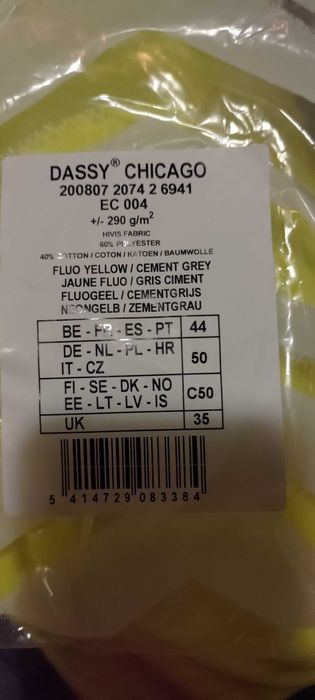 DASSY® CHICAGO
200807 2074 2 6941
EC 004
+/- 290 g/m²
HIVIS FABRIC
60% POLYESTER
40% COTTON / COTON / KATOEN / BAUMWOLLE
FLUO YELLOW / CEMENT GREY
JAUNE FLUO / GRIS CIMENT
FLUOGEEL / CEMENTGRIJS
NEONGELB / ZEMENTGRAU
BE - FR - ES - PT 44
DE - NL - PL - HR
IT - CZ 50
FI - SE - DK - NO
EE - LT - LV - IS C50
UK 35
5 414729 083384